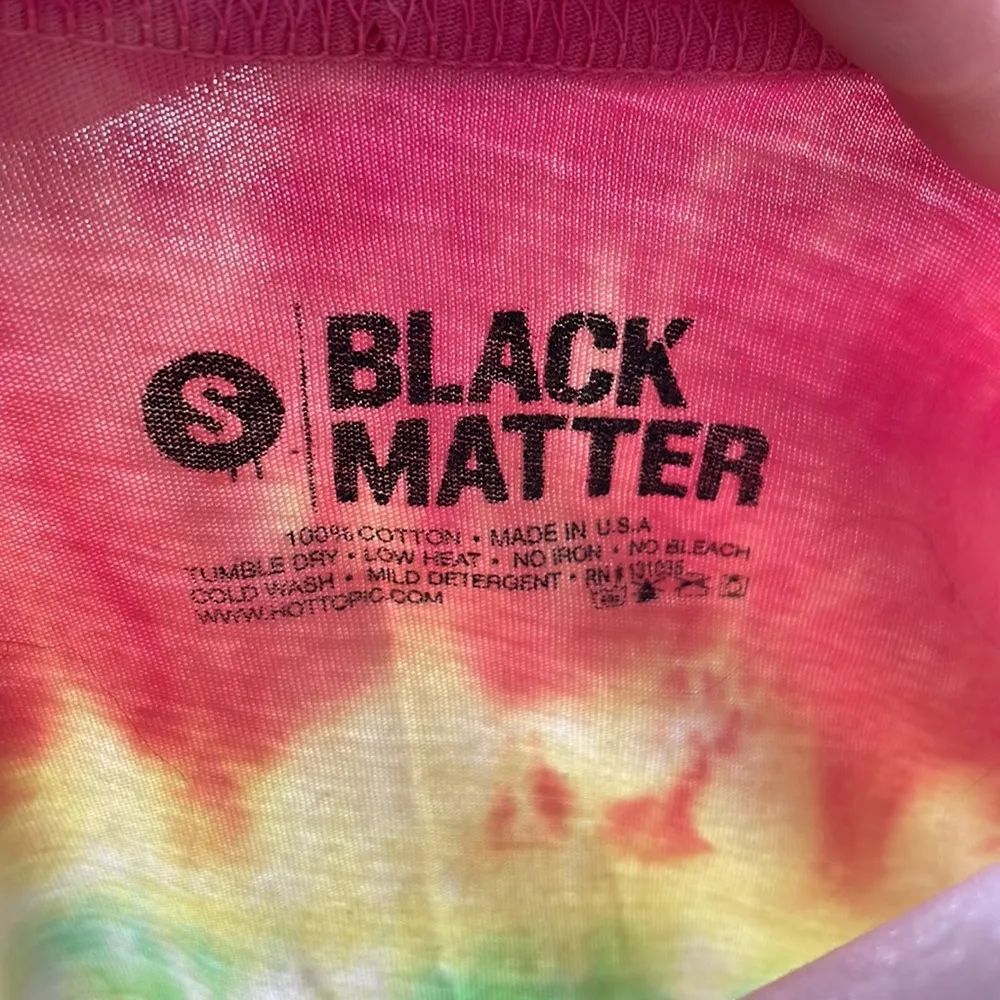 S
BLACK
MATTER
100% COTTON • MADE IN U.S.A
TUMBLE DRY • LOW HEAT • NO IRON • NO BLEACH
COLD WASH • MILD DETERGENT • RN# 131035
WWW.HOTTOPIC.COM